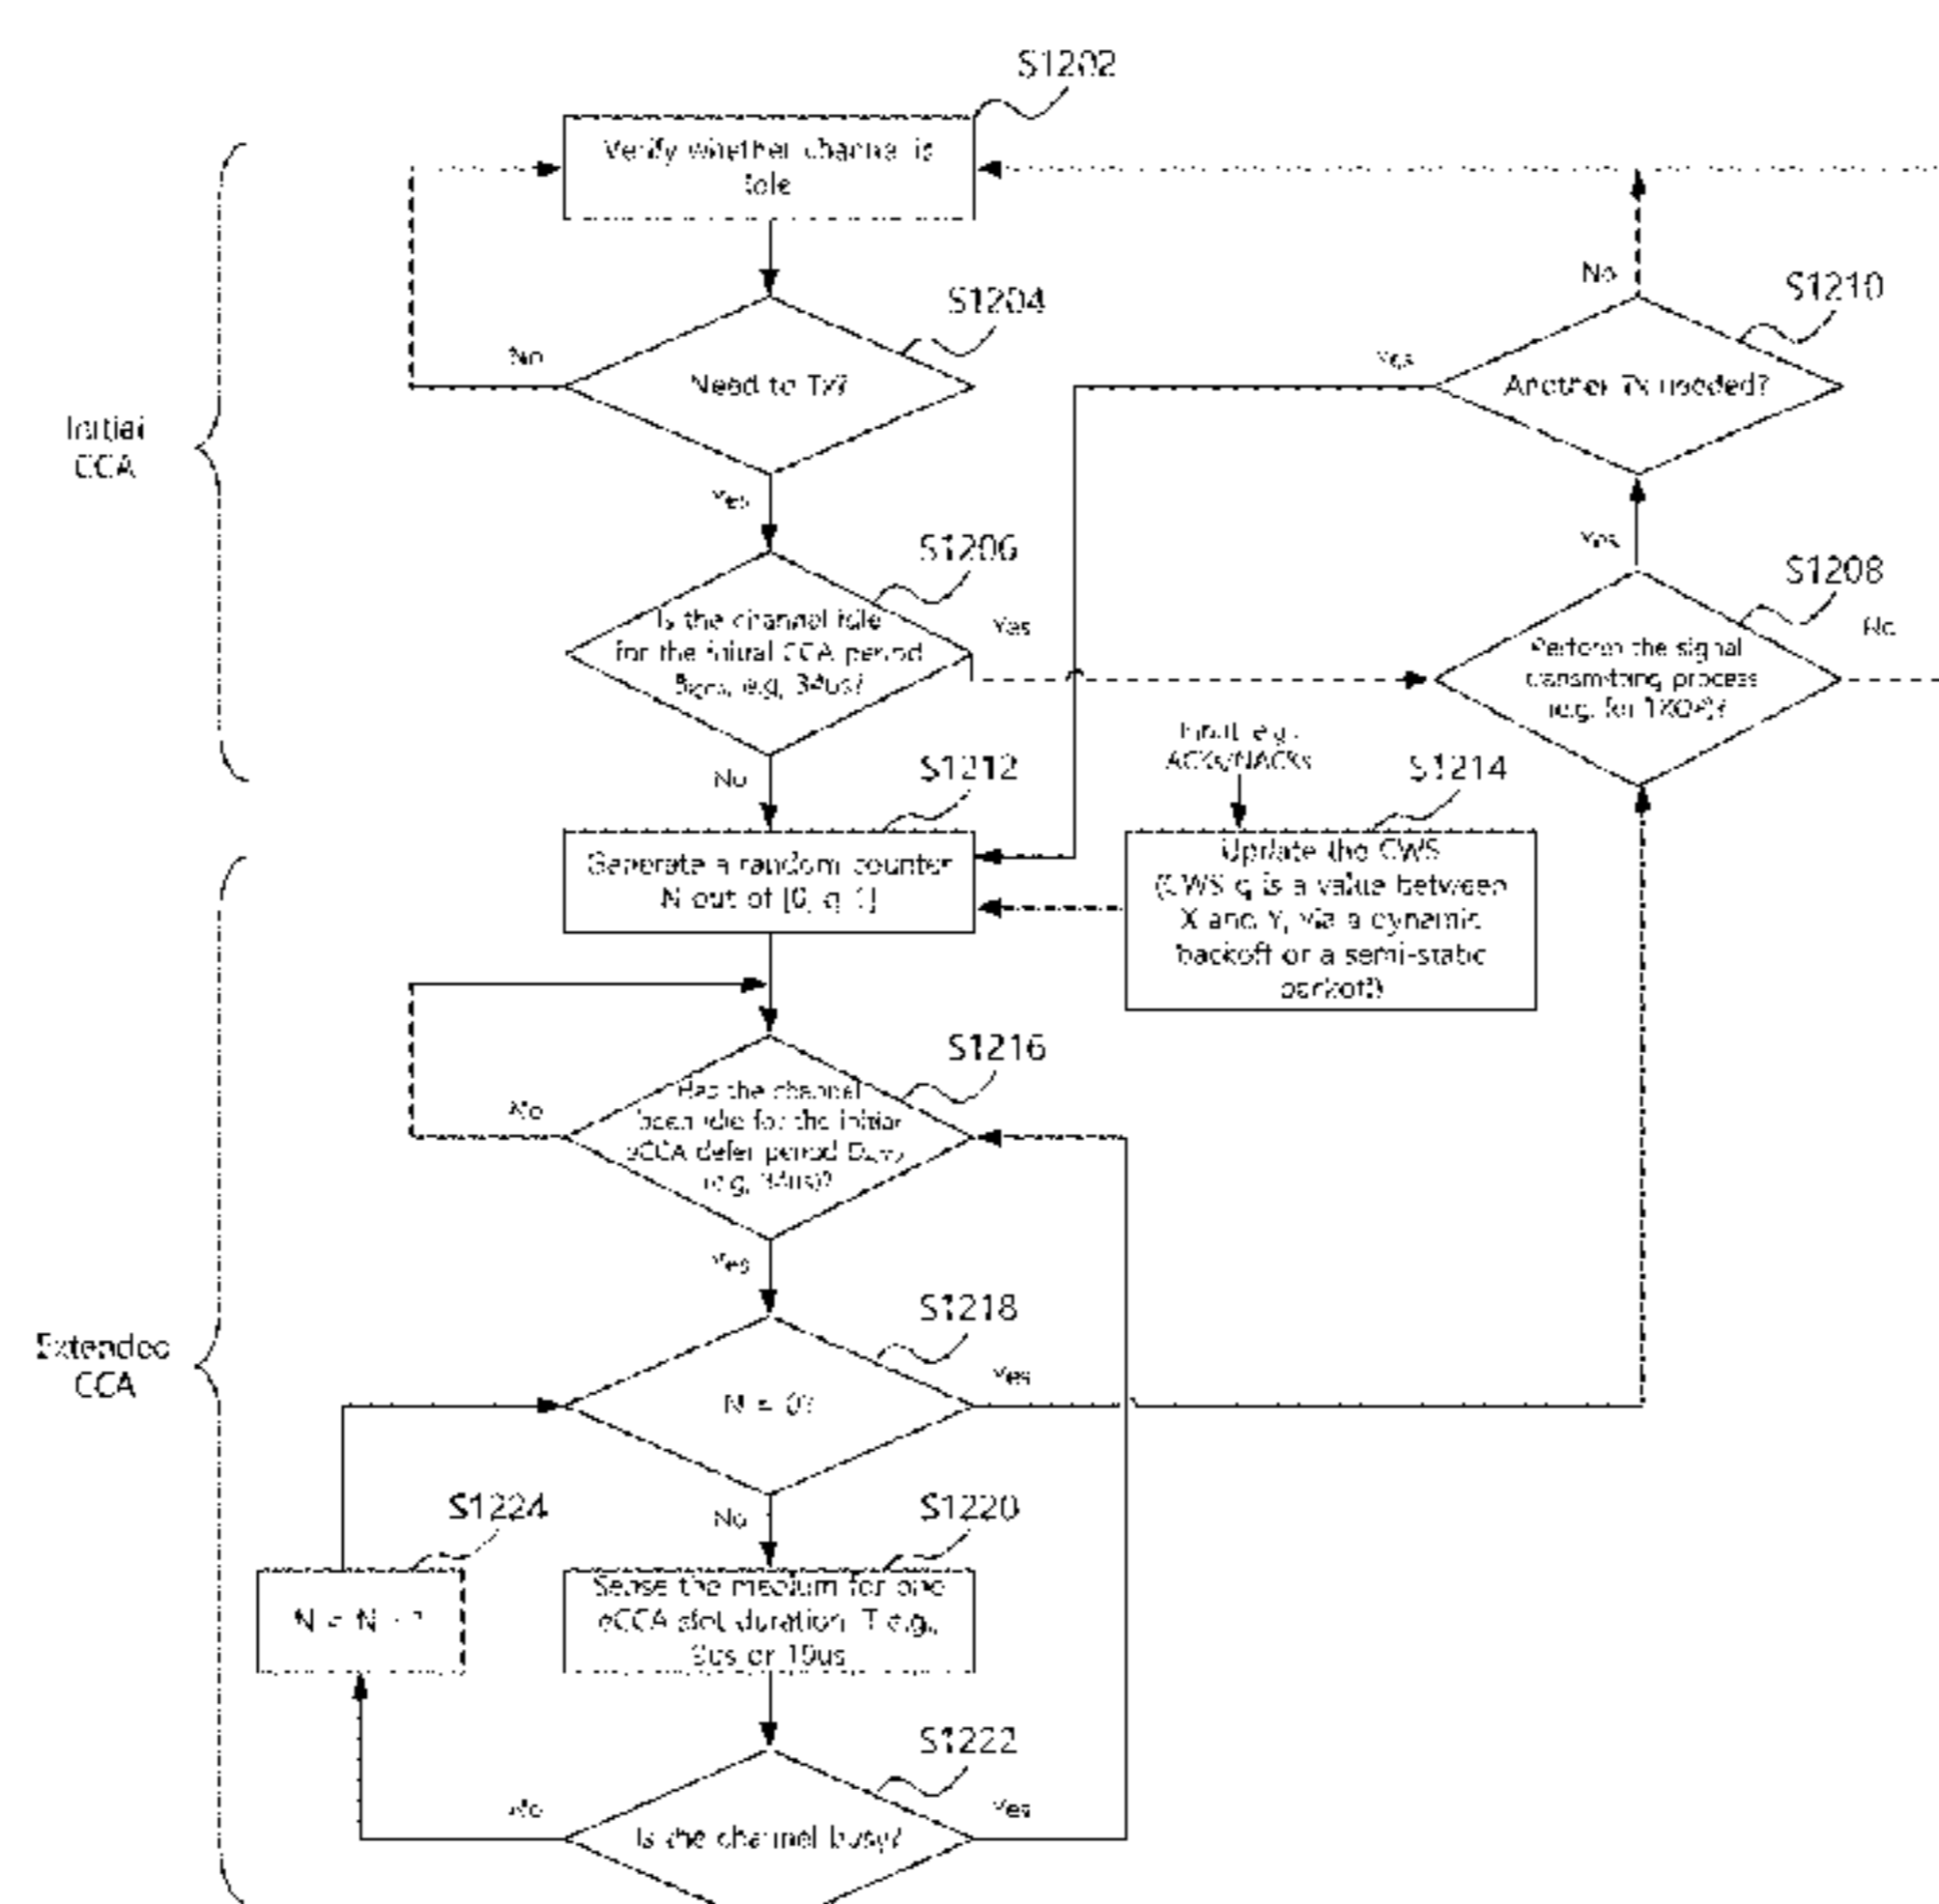 S1202
Verify whether channel is
idle
S1204
No
Need to Tx?
Yes
Initial
CCA
S1206
Is the channel idle
for the initial CCA period
e.g, 34us?
Yes
No
No
S1210
Yes
Another Tx needed?
Yes
S1208
No
Perform the signal
transmitting process
(e.g. for TXOP)?
S1212
Generate a random counter
N out of [0, q-1]
Input, e.g.,
ACKs/NACKs
S1214
Update the CWS
(CWS q is a value between
X and Y, via a dynamic
backoff or a semi-static
backoff)
S1216
No
Has the channel
been idle for the initial
eCCA defer period
(e.g, 34us)?
Yes
Extended
CCA
S1218
N = 0?
Yes
No
S1224
N = N - 1
S1220
Sense the medium for one
eCCA slot duration T e.g.,
9us or 10us
S1222
No
Is the channel busy?
Yes